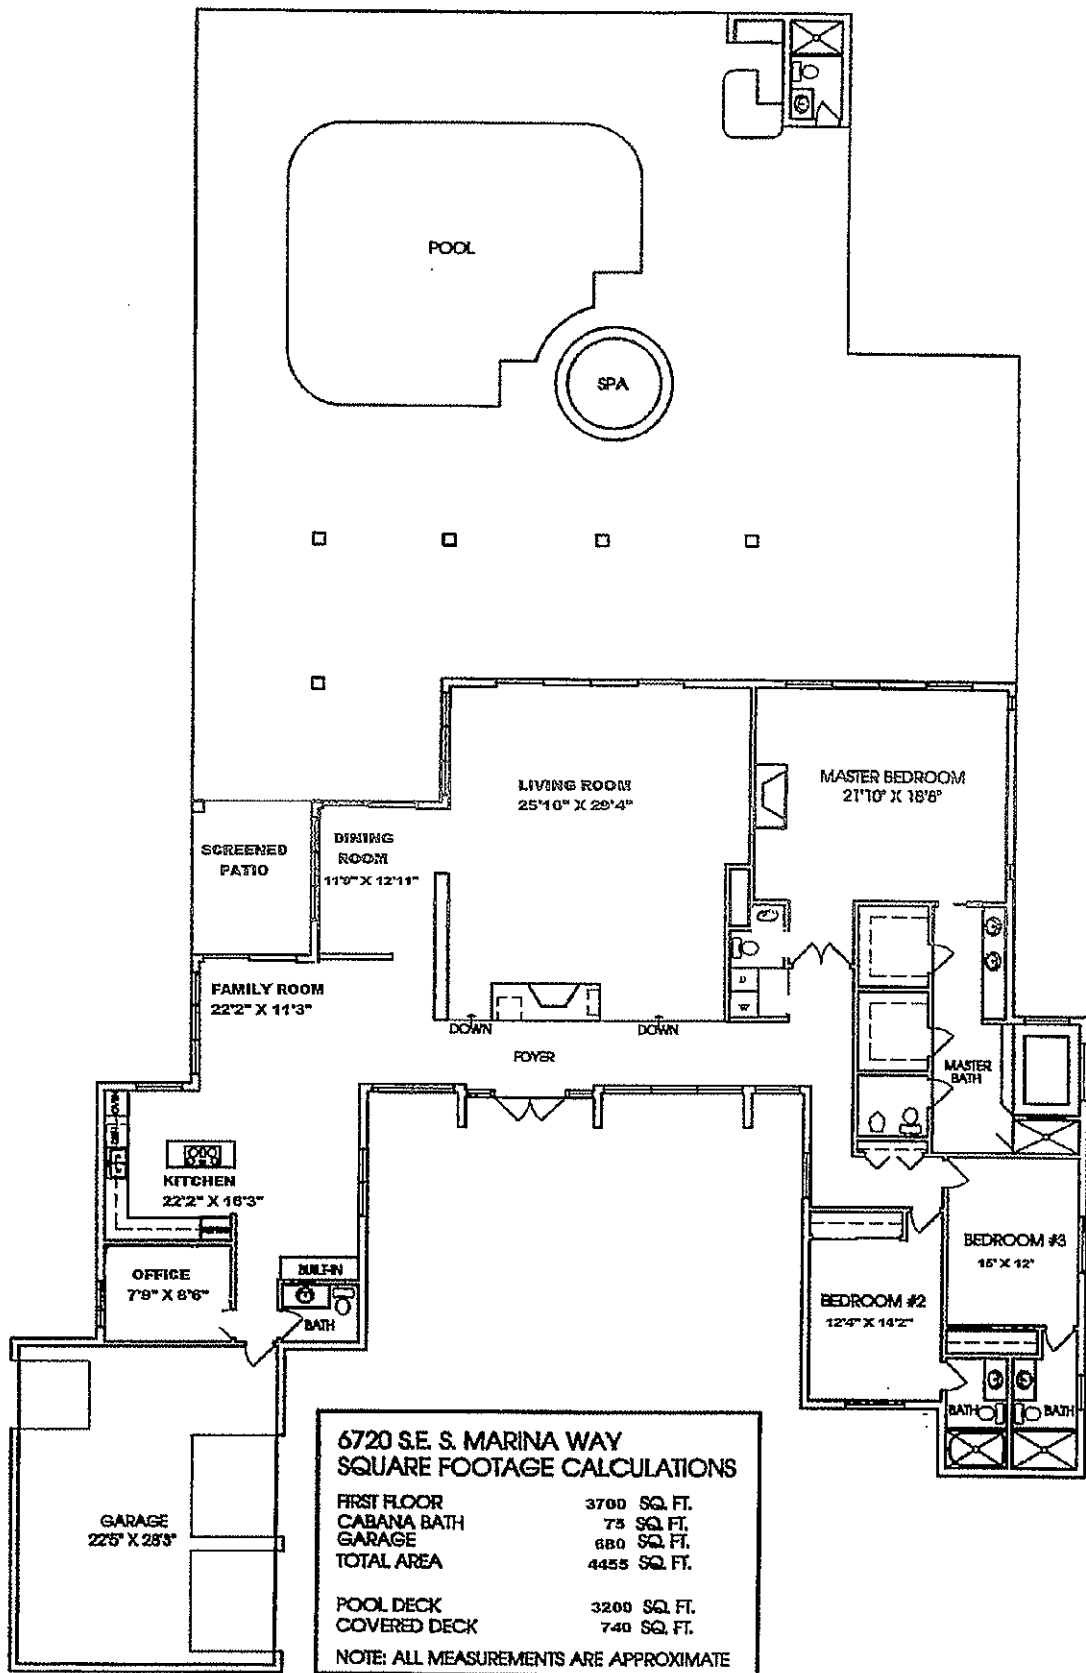 POOL
SPA
LIVING ROOM
25'10" X 29'4"
MASTER BEDROOM
21'10" X 18'8"
SCREENED
PATIO
DINING
ROOM
11'9" X 12'11"
FAMILY ROOM
22'2" X 11'3"
D
W
DOWN
DOWN
FOYER
MASTER
BATH
OVEN
KITCHEN
22'2" X 16'3"
BUILT-IN
OFFICE
7'9" X 8'6"
BATH
BEDROOM #3
15' X 12'
BEDROOM #2
12'4" X 14'2"
BATH
BATH
GARAGE
22'5" X 28'3"
6720 S.E. S. MARINA WAY
SQUARE FOOTAGE CALCULATIONS
FIRST FLOOR 3700 SQ. FT.
CABANA BATH 75 SQ. FT.
GARAGE 680 SQ. FT.
TOTAL AREA 4455 SQ. FT.
POOL DECK 3200 SQ. FT.
COVERED DECK 740 SQ. FT.
NOTE: ALL MEASUREMENTS ARE APPROXIMATE